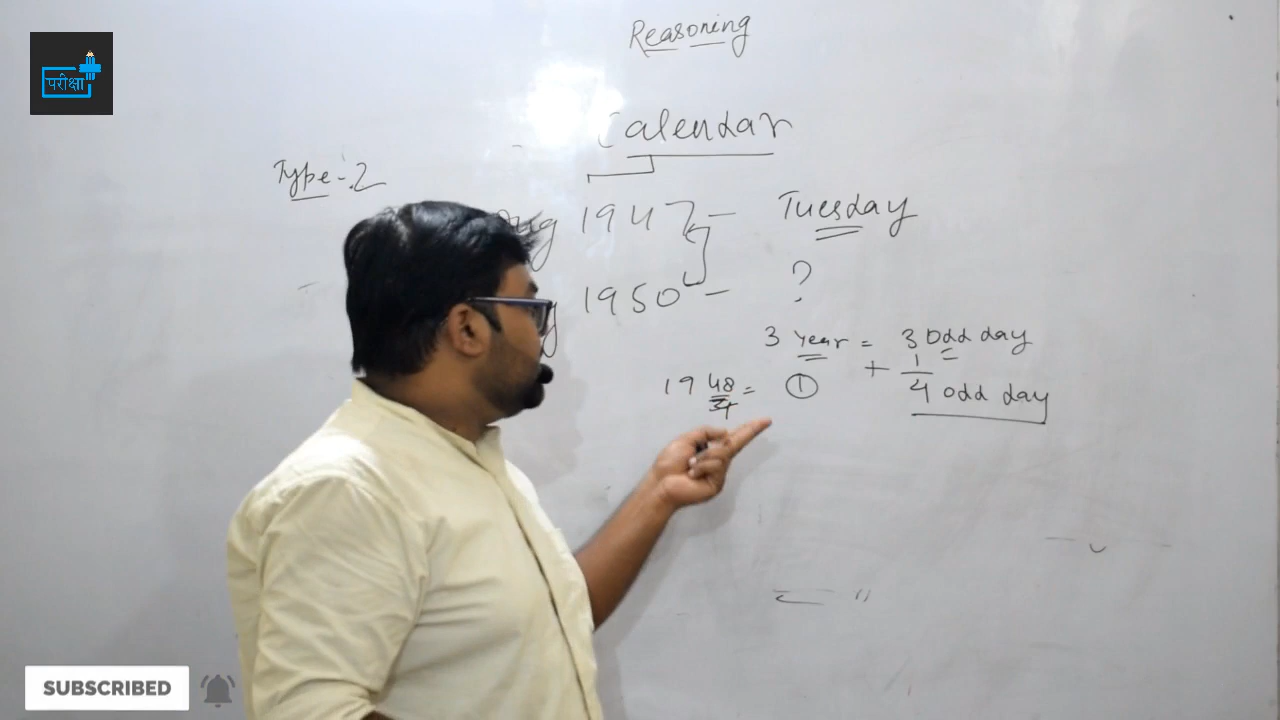 Reasoning
परीक्षा
Calendar
Type-2
Aug 1947 - Tuesday
1950 - ?
3 year = 3 odd day
1948/4 = 1 + 1
4 odd day
SUBSCRIBED